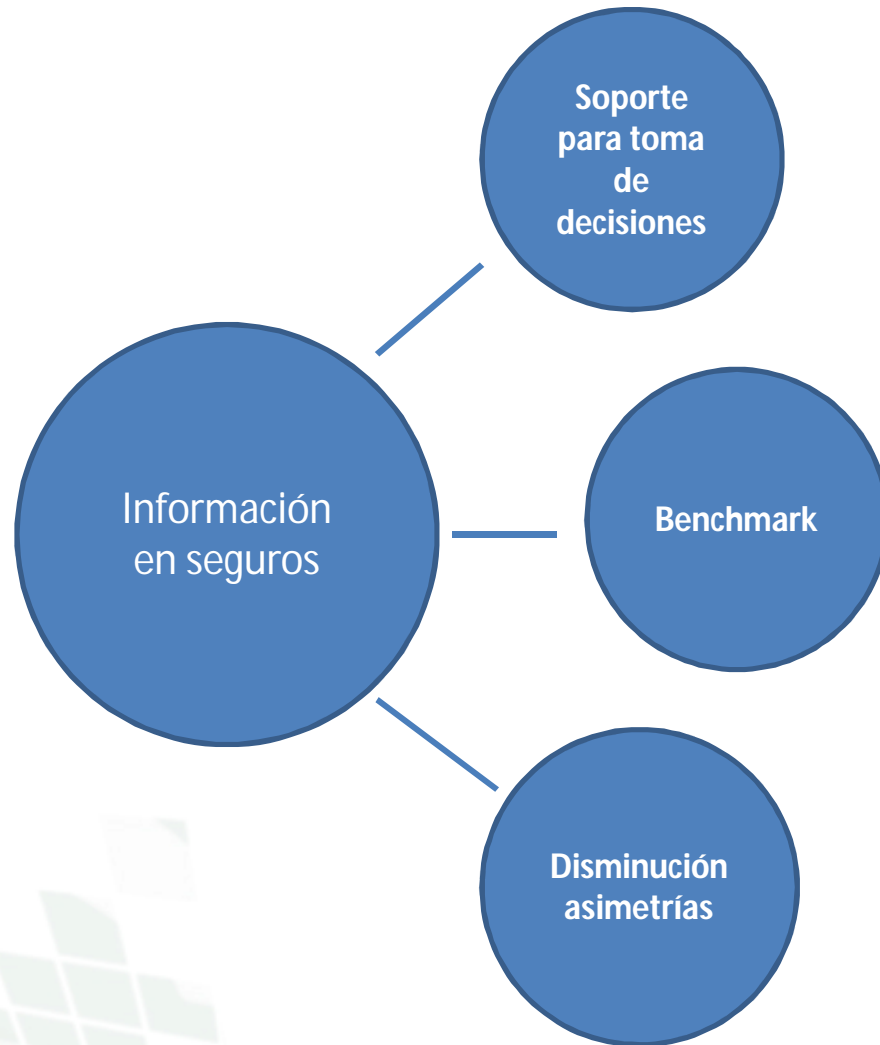 Soporte
para toma
de
decisiones
Información
en seguros
Benchmark
Disminución
asimetrías